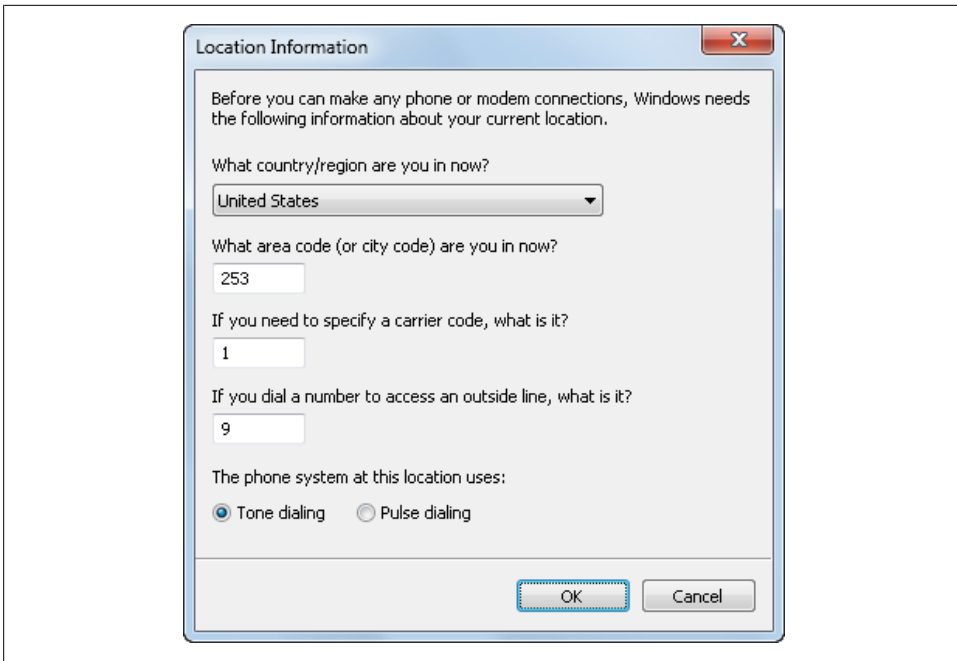 Location Information
Before you can make any phone or modem connections, Windows needs
the following information about your current location.
What country/region are you in now?
United States
What area code (or city code) are you in now?
253
If you need to specify a carrier code, what is it?
1
If you dial a number to access an outside line, what is it?
9
The phone system at this location uses:
Tone dialing Pulse dialing
OK Cancel